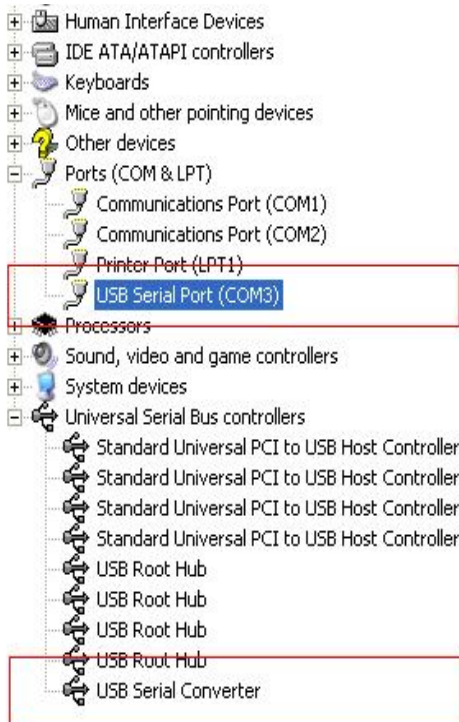 Human Interface Devices
IDE ATA/ATAPI controllers
Keyboards
Mice and other pointing devices
Other devices
Ports (COM & LPT)
Communications Port (COM1)
Communications Port (COM2)
Printer Port (LPT1)
USB Serial Port (COM3)
Processors
Sound, video and game controllers
System devices
Universal Serial Bus controllers
Standard Universal PCI to USB Host Controller
Standard Universal PCI to USB Host Controller
Standard Universal PCI to USB Host Controller
Standard Universal PCI to USB Host Controller
USB Root Hub
USB Root Hub
USB Root Hub
USB Root Hub
USB Serial Converter